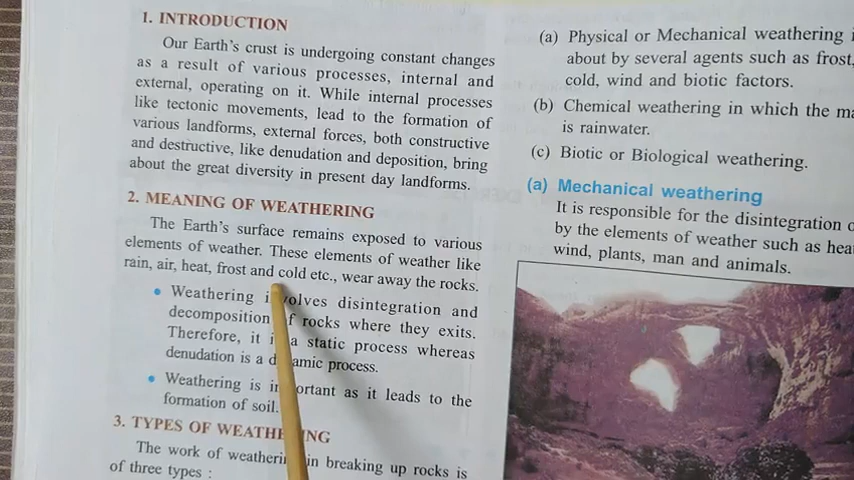 1. INTRODUCTION
Our Earth's crust is undergoing constant changes
as a result of various processes, internal and
external, operating on it. While internal processes
like tectonic movements, lead to the formation of
various landforms, external forces, both constructive
and destructive, like denudation and deposition, bring
about the great diversity in present day landforms.
2. MEANING OF WEATHERING
The Earth's surface remains exposed to various
elements of weather. These elements of weather like
rain, air, heat, frost and cold etc., wear away the rocks.
• Weathering involves disintegration and
decomposition of rocks where they exits.
Therefore, it is a static process whereas
denudation is a dynamic process.
• Weathering is important as it leads to the
formation of soil.
3. TYPES OF WEATHERING
The work of weathering in breaking up rocks is
of three types :
(a) Physical or Mechanical weathering
about by several agents such as frost,
cold, wind and biotic factors.
(b) Chemical weathering in which the
is rainwater.
(c) Biotic or Biological weathering.
(a) Mechanical weathering
It is responsible for the disintegration
by the elements of weather such as
wind, plants, man and animals.